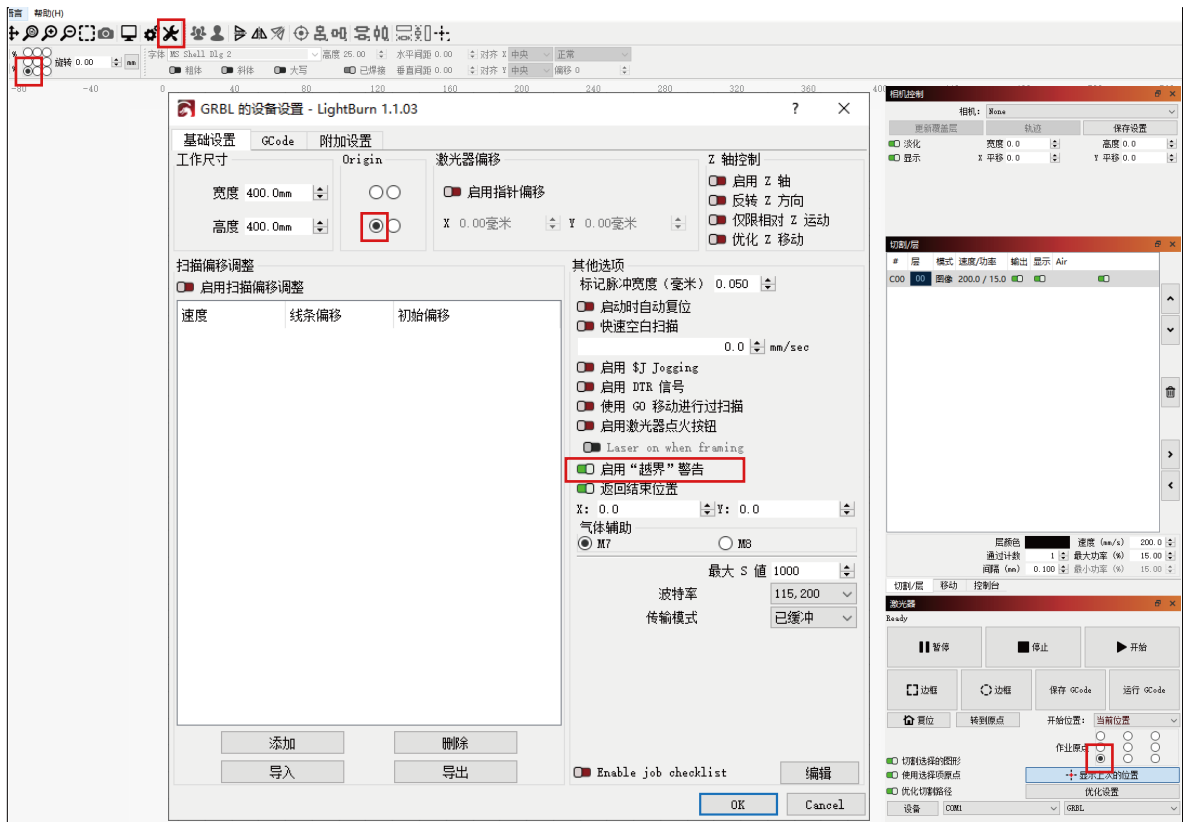 语言 帮助(H)
% 旋转 0.00 mm 字体 MS Shell Dlg 2 高度 25.00 水平间距 0.00 对齐 X 中央 正常
% 粗体 斜体 大写 已焊接 垂直间距 0.00 对齐 Y 中央 偏移 0
-80 -40 0 40 80 120 160 200 240 280 320 360 400
GRBL 的设备设置 - LightBurn 1.1.03 ? ×
基础设置 GCode 附加设置
工作尺寸 Origin 激光器偏移 Z 轴控制
宽度 400.0mm 启用指针偏移 启用 Z 轴
反转 Z 方向
高度 400.0mm X 0.00毫米 Y 0.00毫米 仅限相对 Z 运动
优化 Z 移动
扫描偏移调整 其他选项
启用扫描偏移调整 标记脉冲宽度（毫米） 0.050
速度 线条偏移 初始偏移 启动时自动复位
快速空白扫描
0.0 mm/sec
启用 $J Jogging
启用 DTR 信号
使用 G0 移动进行过扫描
启用激光器点火按钮
Laser on when framing
启用“越界”警告
返回结束位置
X: 0.0 Y: 0.0
气体辅助
M7 M8
最大 S 值 1000
波特率 115,200
传输模式 已缓冲
添加 删除
导入 导出 Enable job checklist 编辑
OK Cancel
相机控制
相机: None
更新覆盖层 轨迹 保存设置
淡化 宽度 0.0 高度 0.0
显示 X 平移 0.0 Y 平移 0.0
切割/层
# 层 模式 速度/功率 输出 显示 Air
C00 00 图像 200.0 / 15.0
层颜色 速度 (mm/s) 200.0
通过计数 1 最大功率 (%) 15.00
间隔 (mm) 0.100 最小功率 (%) 15.00
切割/层 移动 控制台
激光器
Ready
暂停 停止 开始
边框 边框 保存 GCode 运行 GCode
复位 转到原点 开始位置: 当前位置
作业原点
切割选择的图形
使用选择项原点 显示上次的位置
优化切割路径 优化设置
设备 COM1 GRBL